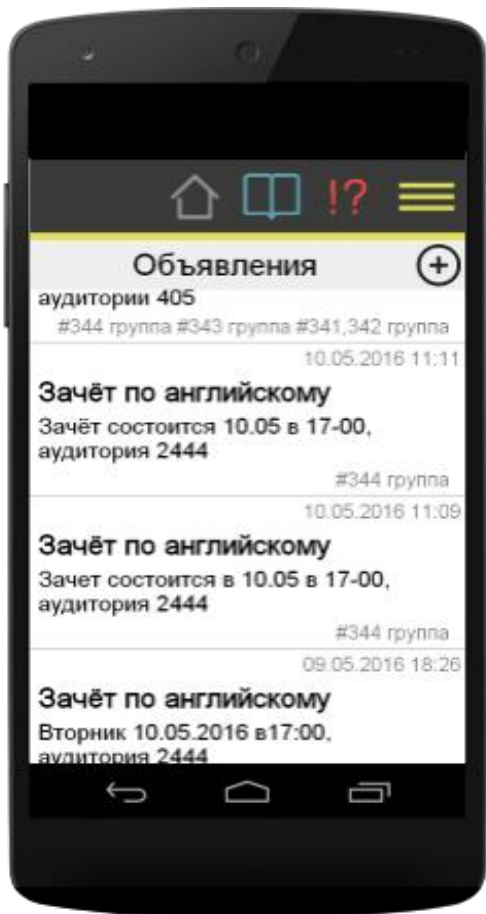 !?
Объявления
аудитории 405
#344 группа #343 группа #341,342 группа
10.05.2016 11:11
Зачёт по английскому
Зачёт состоится 10.05 в 17-00,
аудитория 2444
#344 группа
10.05.2016 11:09
Зачёт по английскому
Зачет состоится в 10.05 в 17-00,
аудитория 2444
#344 группа
09.05.2016 18:26
Зачёт по английскому
Вторник 10.05.2016 в17:00,
аудитория 2444